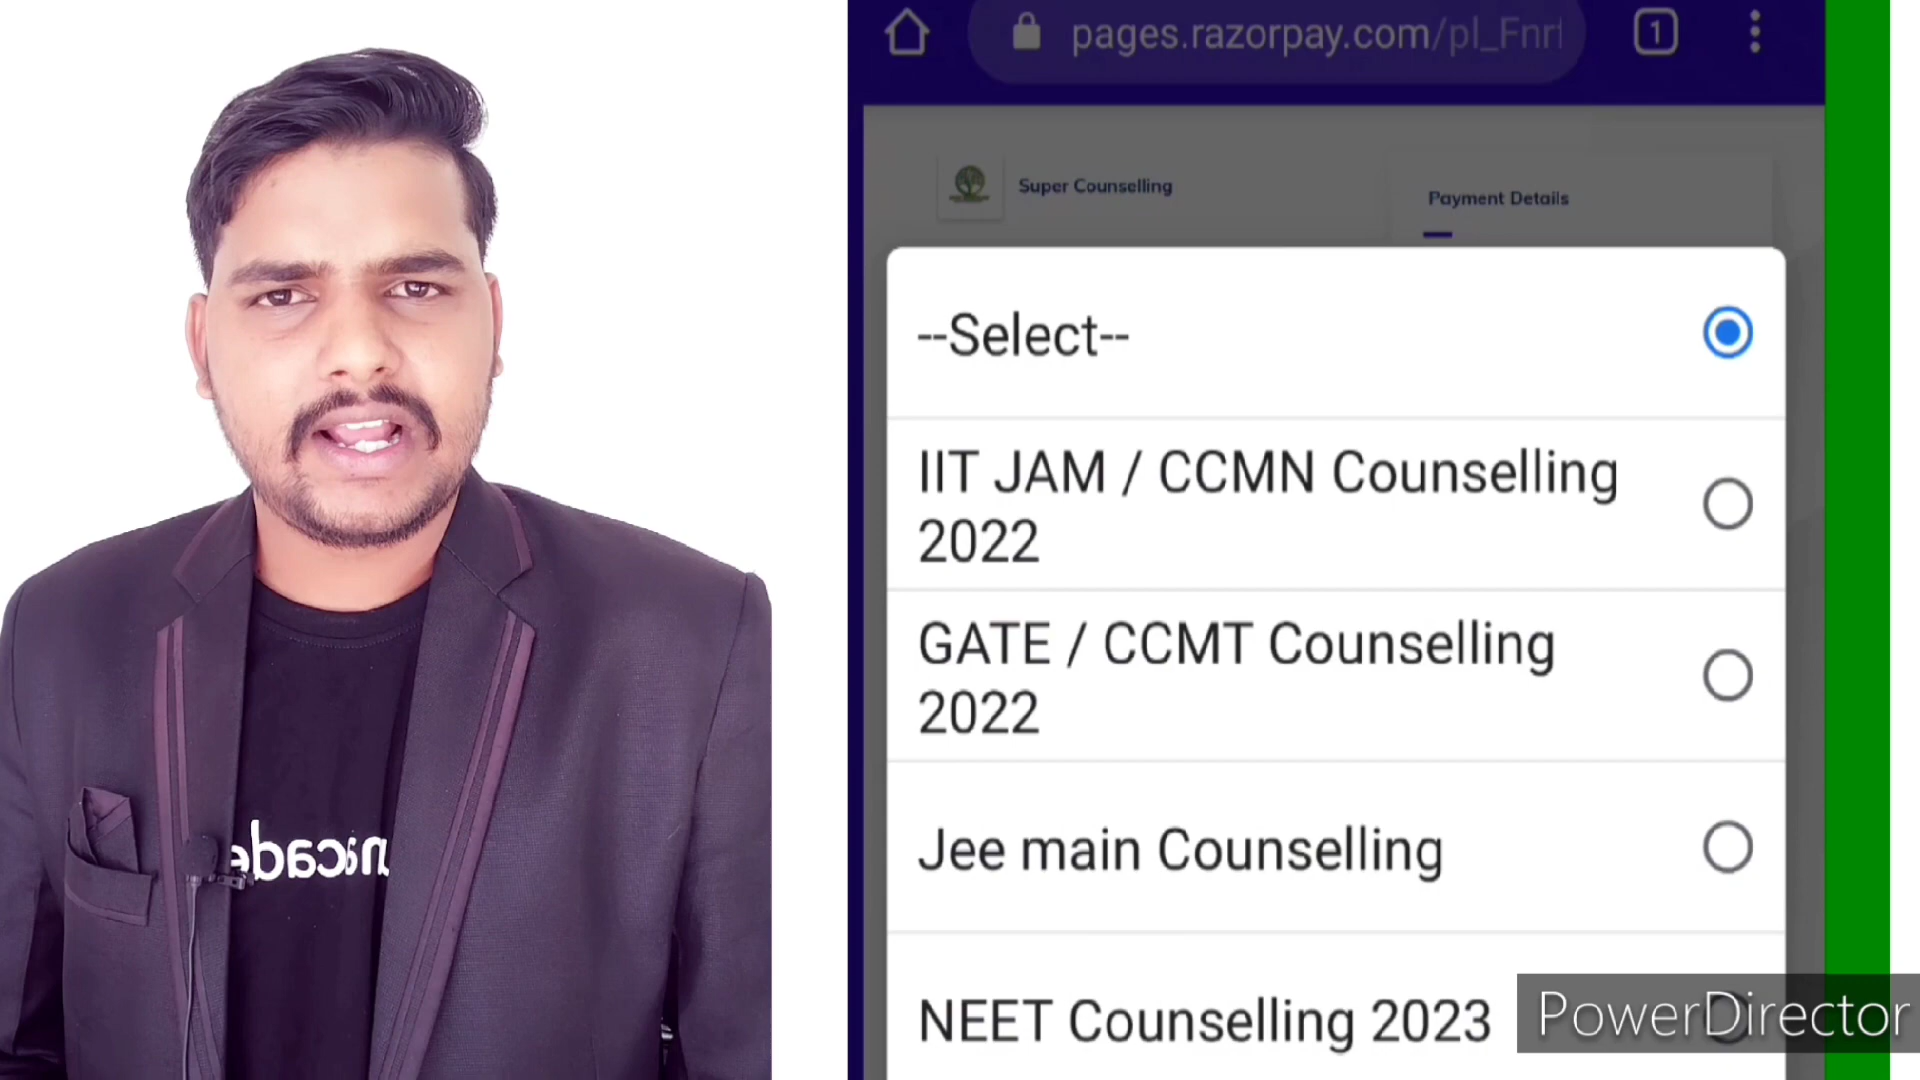 pages.razorpay.com/pl_Fnr
1
Super Counselling
Payment Details
--Select--
IIT JAM / CCMN Counselling
2022
GATE / CCMT Counselling
2022
Jee main Counselling
NEET Counselling 2023
PowerDirector